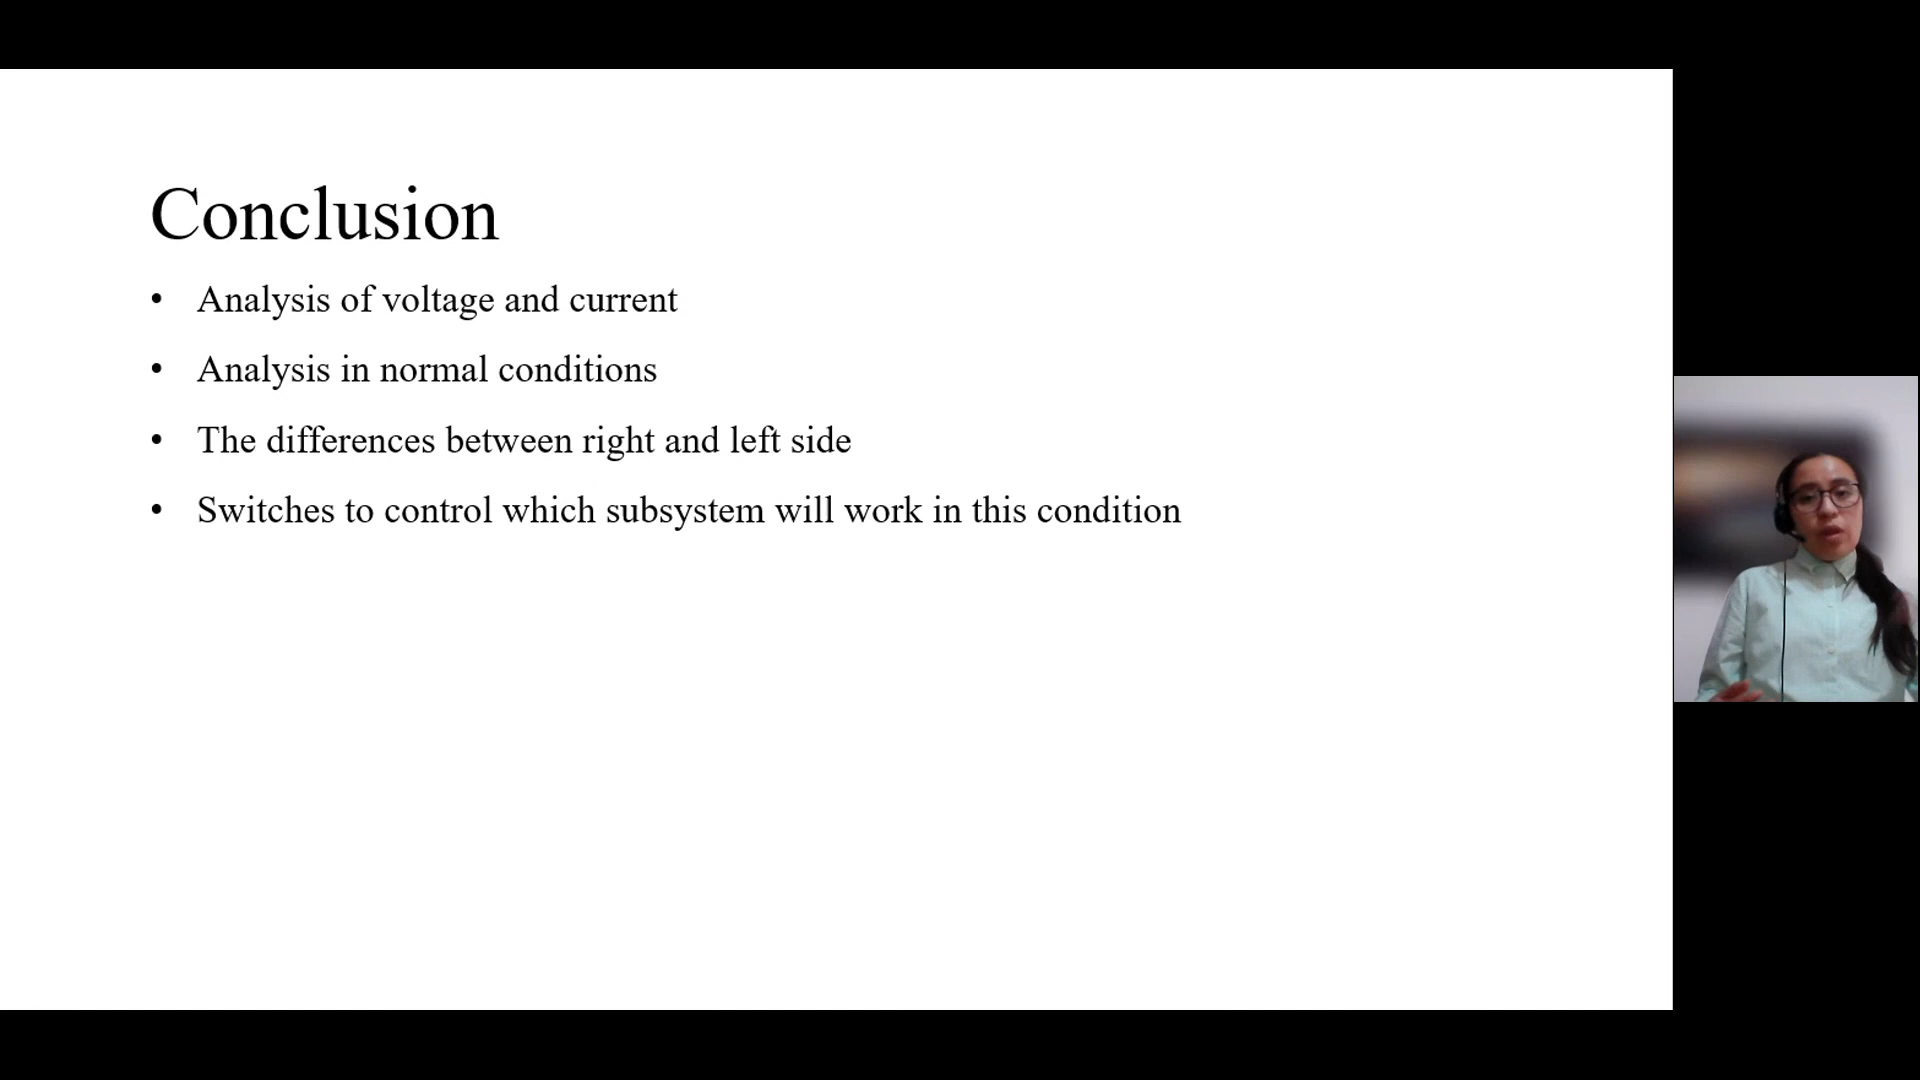 Conclusion
• Analysis of voltage and current
• Analysis in normal conditions
• The differences between right and left side
• Switches to control which subsystem will work in this condition